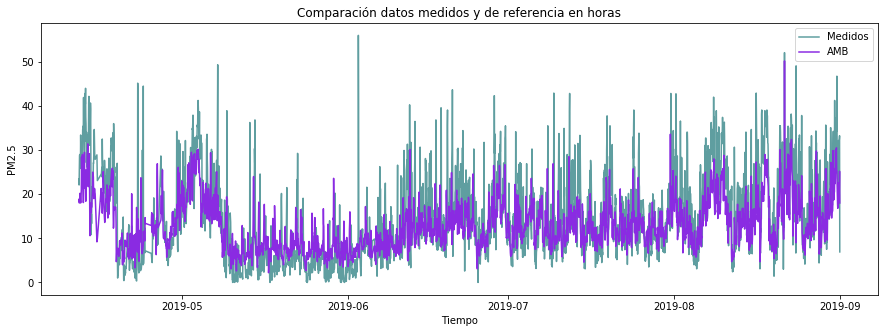 Comparación datos medidos y de referencia en horas
Medidos
AMB
PM2.5
50
40
30
20
10
0
2019-05
2019-06
2019-07
2019-08
2019-09
Tiempo